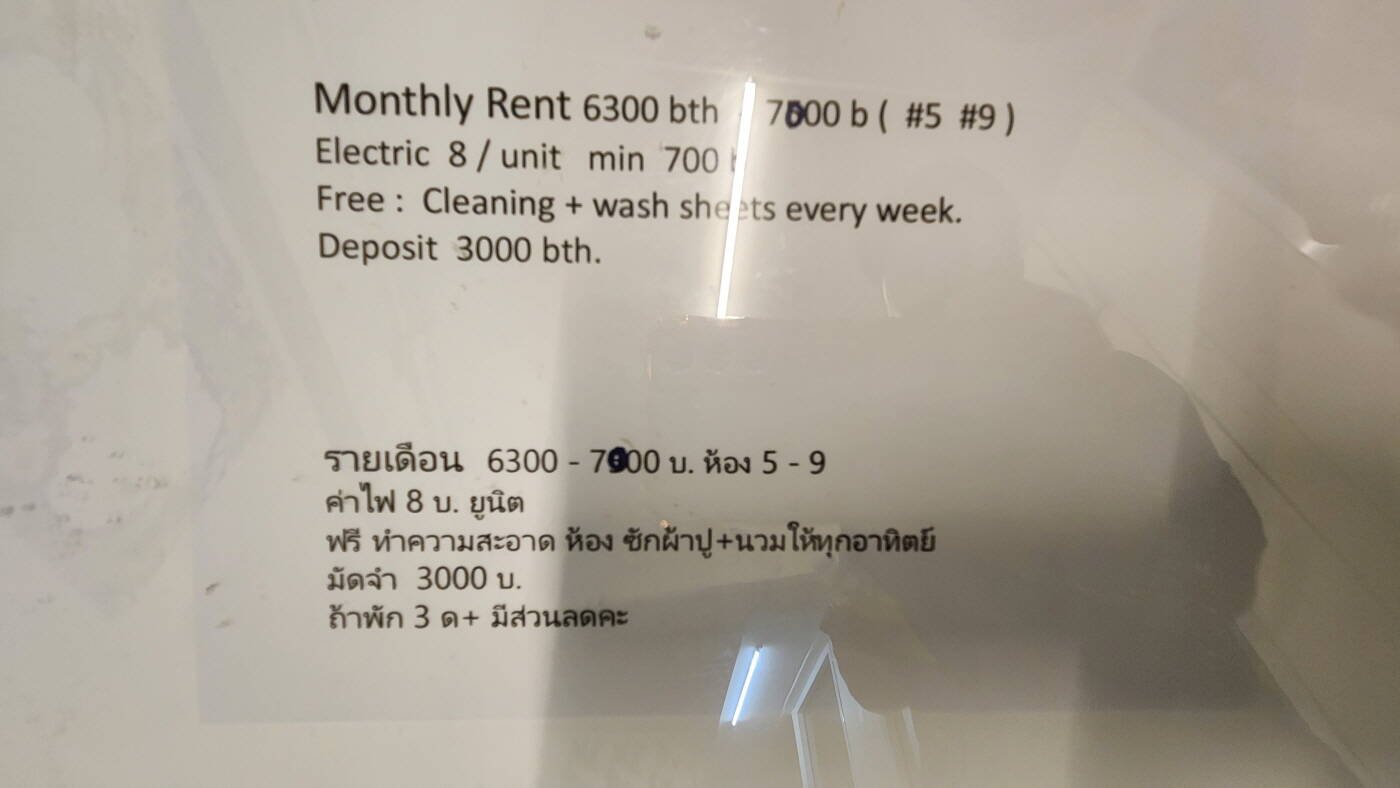 Monthly Rent 6300 bth 7000 b ( #5 #9 )
Electric 8 / unit min 700
Free : Cleaning + wash sheets every week.
Deposit 3000 bth.
รายเดือน 6300 - 7000 บ. ห้อง 5 - 9
ค่าไฟ 8 บ. ยูนิต
ฟรี ทำความสะอาด ห้อง ซักผ้าปู+นวมให้ทุกอาทิตย์
มัดจำ 3000 บ.
ถ้าพัก 3 ด+ มีส่วนลดคะ